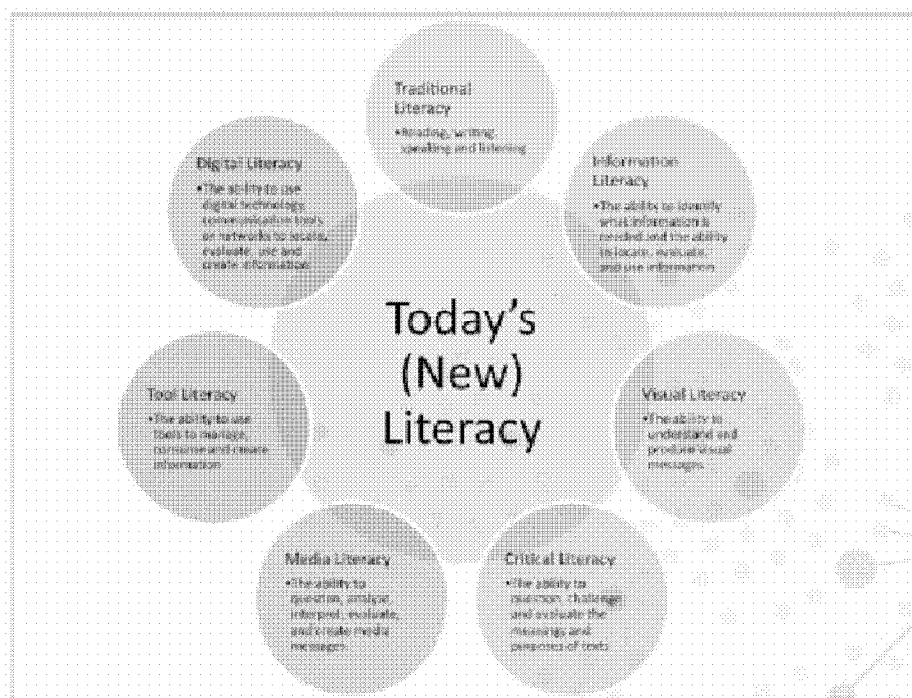 Today's
(New)
Literacy
Traditional
Literacy
•Reading, writing
speaking and listening
Information
Literacy
•The ability to identify
what information is
needed and the ability
to locate, evaluate,
and use information
Visual Literacy
•The ability to
understand and
produce visual
messages
Critical Literacy
•The ability to
question, challenge
and evaluate the
meanings and
purposes of texts
Media Literacy
•The ability to
question, analyse
interpret, evaluate,
and create media
messages
Tool Literacy
•The ability to use
tools to manage,
consume and create
information
Digital Literacy
•The ability to use
digital technology
communication tools
or networks to locate,
evaluate, use and
create information